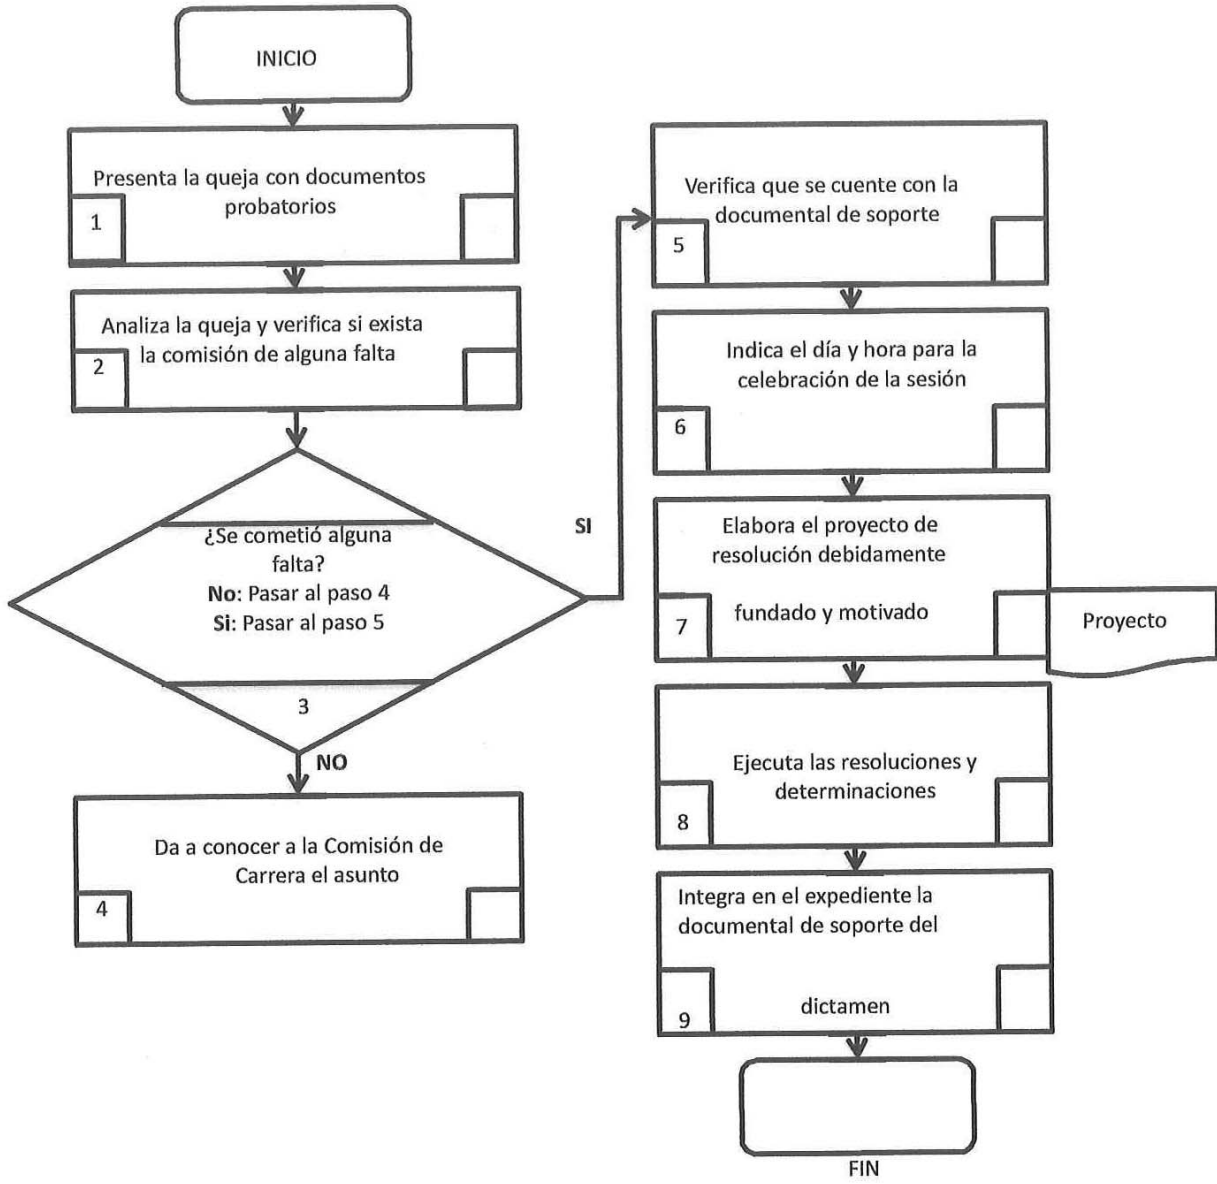 INICIO
Presenta la queja con documentos
probatorios
1
Analiza la queja y verifica si exista
la comisión de alguna falta
2
¿Se cometió alguna
falta?
No: Pasar al paso 4
Si: Pasar al paso 5
3
SI
NO
Da a conocer a la Comisión de
Carrera el asunto
4
Verifica que se cuente con la
documental de soporte
5
Indica el día y hora para la
celebración de la sesión
6
Elabora el proyecto de
resolución debidamente
fundado y motivado
7
Proyecto
Ejecuta las resoluciones y
determinaciones
8
Integra en el expediente la
documental de soporte del
dictamen
9
FIN